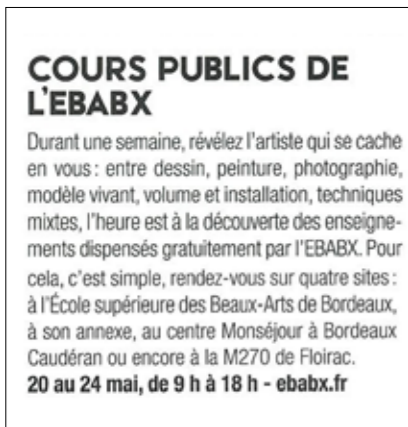 COURS PUBLICS DE
L'EBABX
Durant une semaine, révélez l'artiste qui se cache
en vous : entre dessin, peinture, photographie,
modèle vivant, volume et installation, techniques
mixtes, l'heure est à la découverte des enseigne-
ments dispensés gratuitement par l'EBABX. Pour
cela, c'est simple, rendez-vous sur quatre sites :
à l'École supérieure des Beaux-Arts de Bordeaux,
à son annexe, au centre Monséjour à Bordeaux
Caudéran ou encore à la M270 de Floirac.
20 au 24 mai, de 9 h à 18 h - ebabx.fr